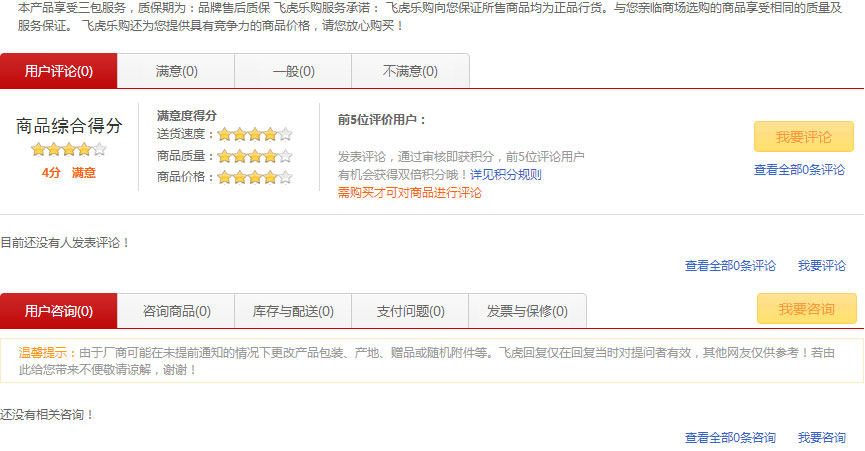 本产品享受三包服务，质保期为：品牌售后质保 飞虎乐购服务承诺： 飞虎乐购向您保证所售商品均为正品行货。与您亲临商场选购的商品享受相同的质量及
服务保证。 飞虎乐购还为您提供具有竞争力的商品价格，请您放心购买！
用户评论(0) 满意(0) 一般(0) 不满意(0)
商品综合得分
4分 满意
满意度得分
送货速度：
商品质量：
商品价格：
前5位评价用户：
发表评论，通过审核即获积分，前5位评论用户
有机会获得双倍积分哦！详见积分规则
需购买才可对商品进行评论
我要评论
查看全部0条评论
目前还没有人发表评论！
查看全部0条评论 我要评论
用户咨询(0) 咨询商品(0) 库存与配送(0) 支付问题(0) 发票与保修(0) 我要咨询
温馨提示：由于厂商可能在未提前通知的情况下更改产品包装、产地、赠品或随机附件等。飞虎回复仅在回复当时对提问者有效，其他网友仅供参考！若由
此给您带来不便敬请谅解，谢谢！
还没有相关咨询！
查看全部0条咨询 我要咨询